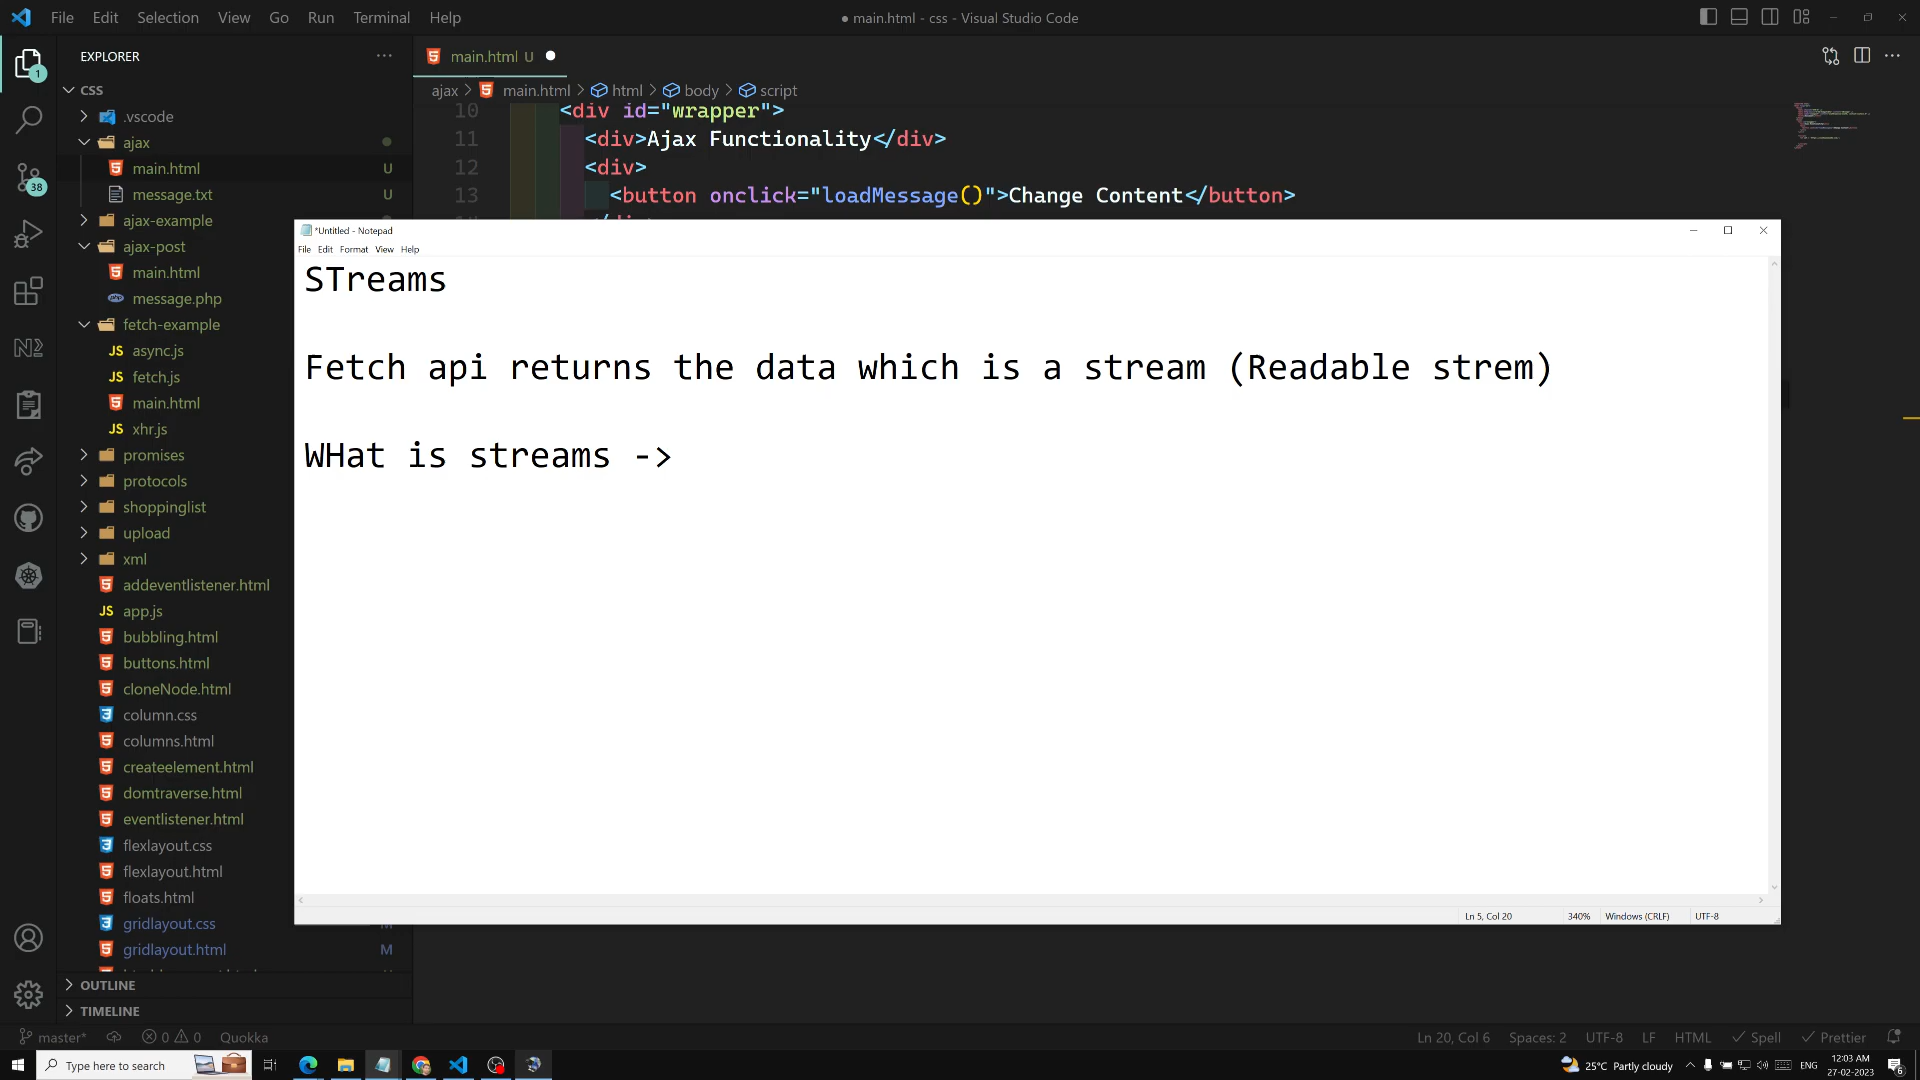 File Edit Selection View Go Run Terminal Help
● main.html - css - Visual Studio Code
EXPLORER
main.html U
1
CSS
ajax > main.html > html > body > script
.vscode
10 <div id="wrapper">
ajax
11 <div>Ajax Functionality</div>
main.html U
12 <div>
38
message.txt U
13 <button onclick="loadMessage()">Change Content</button>
ajax-example
ajax-post
main.html
message.php
fetch-example
JS async.js
JS fetch.js
main.html
JS xhr.js
promises
protocols
shoppinglist
upload
xml
addeventlistener.html
JS app.js
bubbling.html
buttons.html
cloneNode.html
column.css
columns.html
createelement.html
domtraverse.html
eventlistener.html
flexlayout.css
flexlayout.html
floats.html
gridlayout.css M
gridlayout.html M
OUTLINE
TIMELINE
*Untitled - Notepad
File Edit Format View Help
STreams
Fetch api returns the data which is a stream (Readable strem)
WHat is streams ->
Ln 5, Col 20 340% Windows (CRLF) UTF-8
master* 0 0 Quokka
Ln 20, Col 6 Spaces: 2 UTF-8 LF HTML Spell Prettier
Type here to search
25°C Partly cloudy ENG
12:03 AM
27-02-2023
6